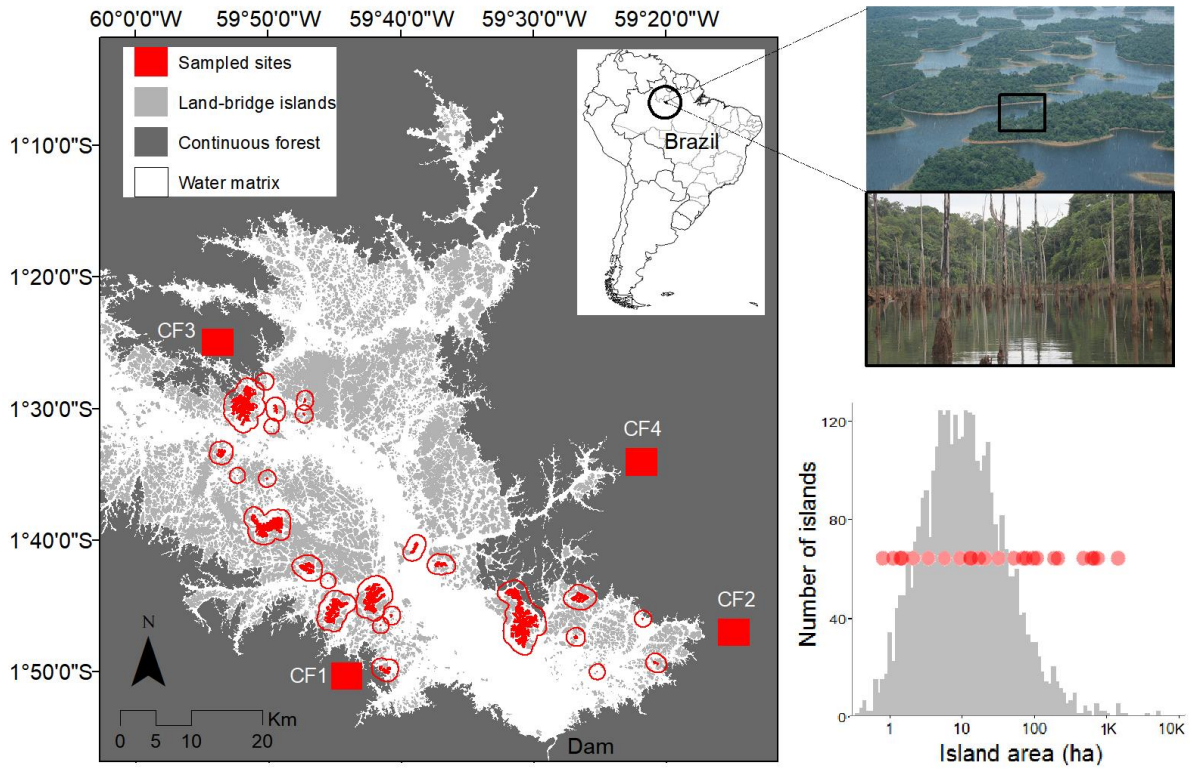 60°0'0"W 59°50'0"W 59°40'0"W 59°30'0"W 59°20'0"W
Sampled sites
Land-bridge islands
Continuous forest
Water matrix
Brazil
1°10'0"S
1°20'0"S
1°30'0"S
1°40'0"S
1°50'0"S
CF3
CF4
CF2
CF1
N
Km
0 5 10 20
Dam
120
80
40
0
Number of islands
1 10 100 1K 10K
Island area (ha)